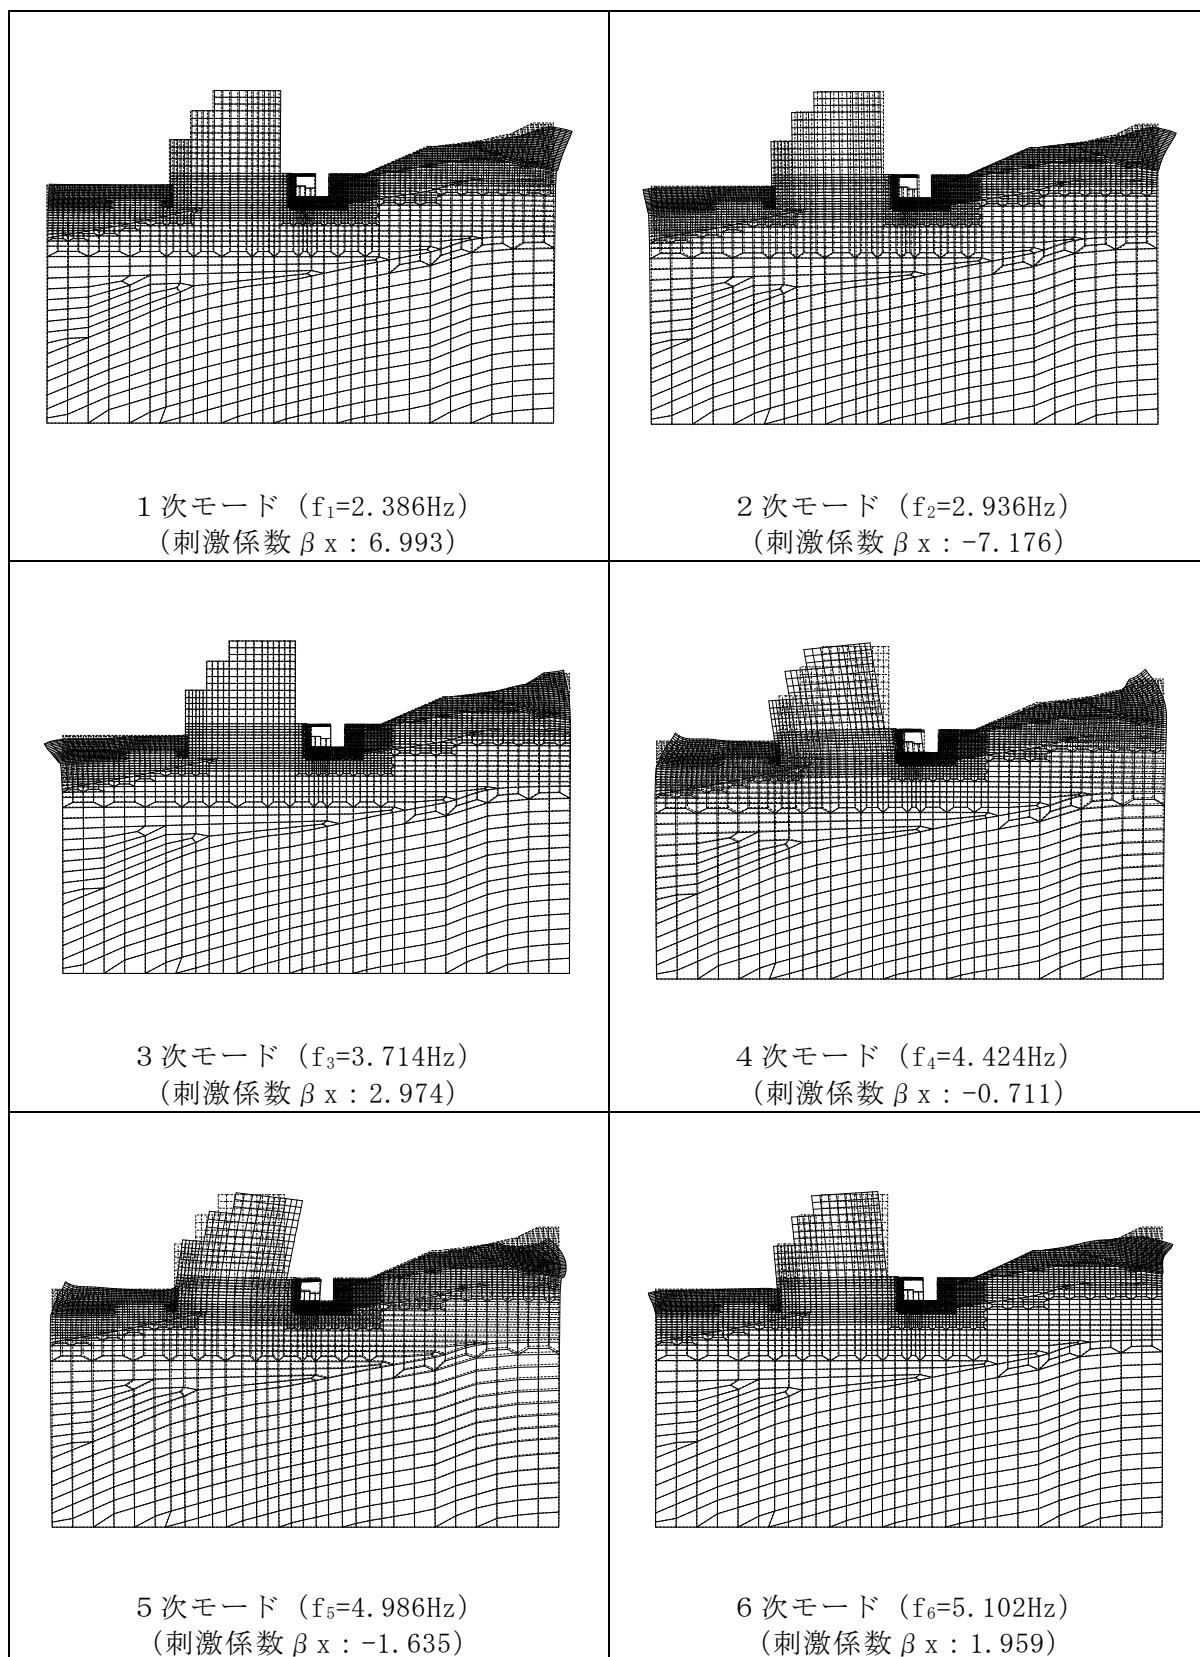 1次モード (f₁=2.386Hz)
(刺激係数βx:6.993)
2次モード (f₂=2.936Hz)
(刺激係数βx:-7.176)
3次モード (f₃=3.714Hz)
(刺激係数βx:2.974)
4次モード (f₄=4.424Hz)
(刺激係数βx:-0.711)
5次モード (f₅=4.986Hz)
(刺激係数βx:-1.635)
6次モード (f₆=5.102Hz)
(刺激係数βx:1.959)